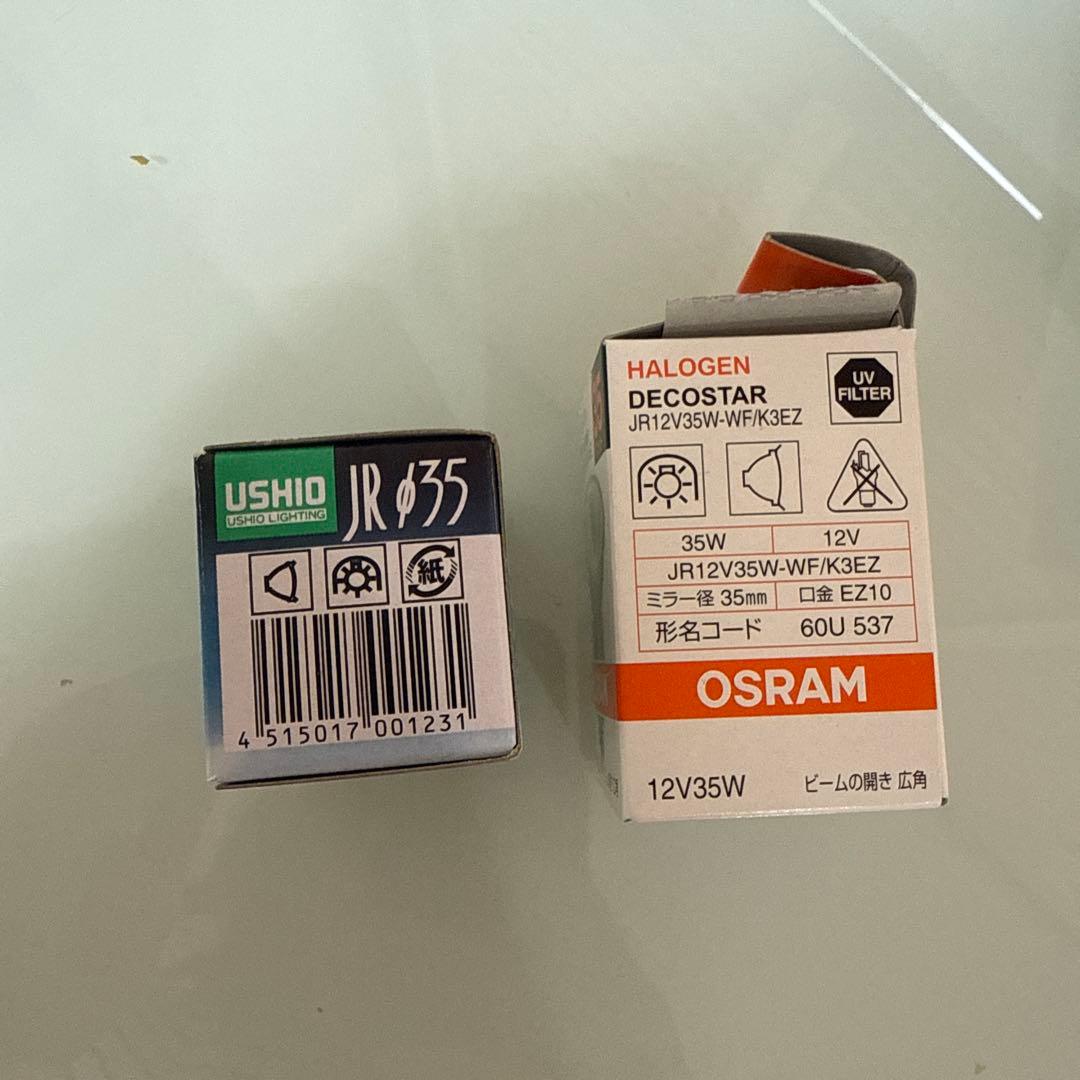 USHIO
USHIO LIGHTING
JR φ35
紙
4 515017 001231
HALOGEN
DECOSTAR
JR12V35W-WF/K3EZ
UV
FILTER
35W 12V
JR12V35W-WF/K3EZ
ミラー径 35mm 口金 EZ10
形名コード 60U 537
OSRAM
12V35W ビームの開き 広角